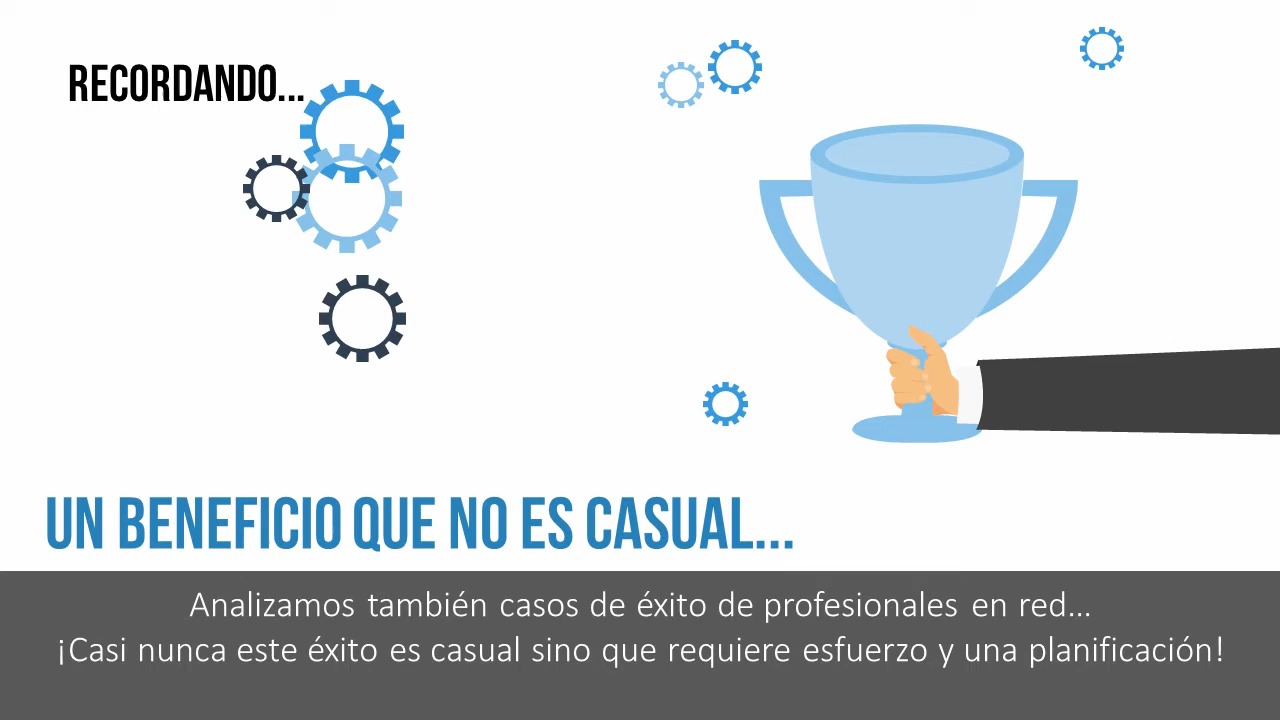 RECORDANDO...
UN BENEFICIO QUE NO ES CASUAL...
Analizamos también casos de éxito de profesionales en red...
¡Casi nunca este éxito es casual sino que requiere esfuerzo y una planificación!